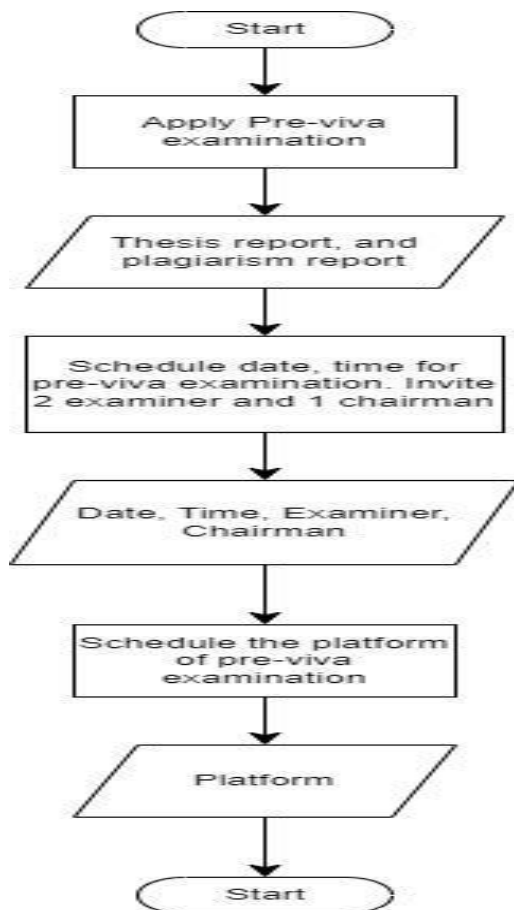 Start
Apply Pre-viva
examination
Thesis report, and
plagiarism report
Schedule date, time for
pre-viva examination. Invite
2 examiner and 1 chairman
Date, Time, Examiner,
Chairman
Schedule the platform
of pre-viva
examination
Platform
Start